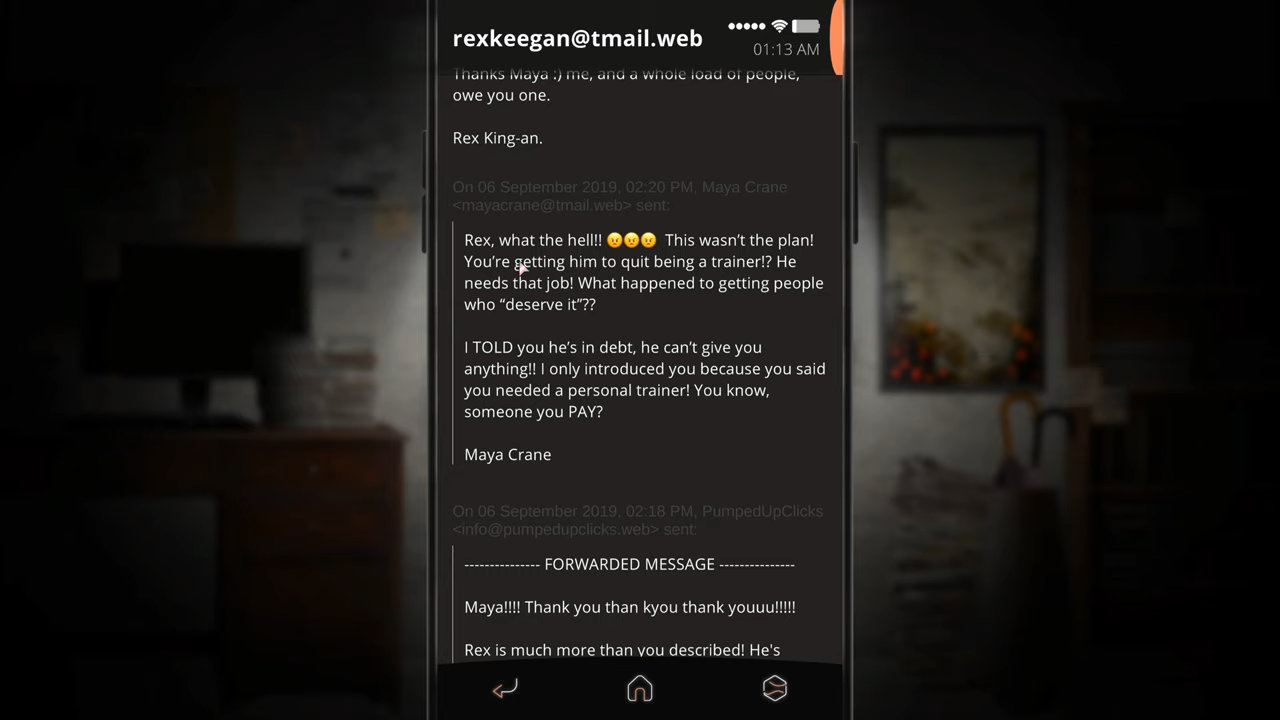 rexkeegan@tmail.web
01:13 AM
Thanks Maya :) me, and a whole load of people,
owe you one.
Rex King-an.
On 06 September 2019, 02:20 PM, Maya Crane
<mayacrane@tmail.web> sent:
Rex, what the hell!! 😠😠😠 This wasn’t the plan!
You’re getting him to quit being a trainer!? He
needs that job! What happened to getting people
who “deserve it”??
I TOLD you he’s in debt, he can’t give you
anything!! I only introduced you because you said
you needed a personal trainer! You know,
someone you PAY?
Maya Crane
On 06 September 2019, 02:18 PM, PumpedUpClicks
<info@pumpedupclicks.web> sent:
--------------- FORWARDED MESSAGE ---------------
Maya!!!! Thank you than kyou thank youuu!!!!!
Rex is much more than you described! He's